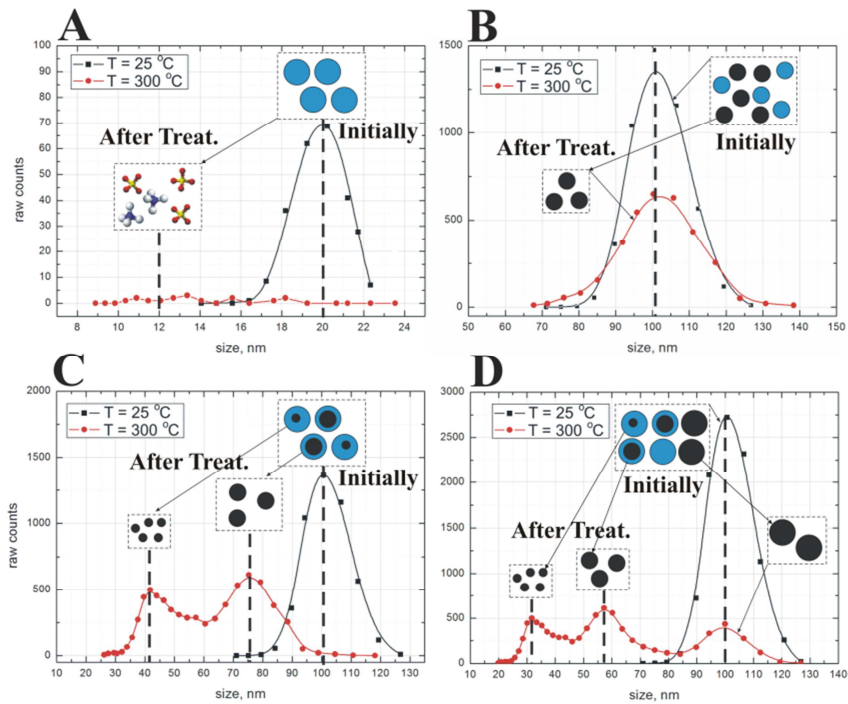 A
T = 25 °C
T = 300 °C
After Treat.
Initially
raw counts
100
90
80
70
60
50
40
30
20
10
0
8 10 12 14 16 18 20 22 24
size, nm
B
T = 25 °C
T = 300 °C
After Treat.
Initially
1500
1000
500
0
50 60 70 80 90 100 110 120 130 140 150
size, nm
C
T = 25 °C
T = 300 °C
After Treat.
Initially
raw counts
2000
1500
1000
500
0
10 20 30 40 50 60 70 80 90 100 110 120 130
size, nm
D
T = 25 °C
T = 300 °C
Initially
After Treat.
3000
2500
2000
1500
1000
500
0
10 20 30 40 50 60 70 80 90 100 110 120 130 140
size, nm